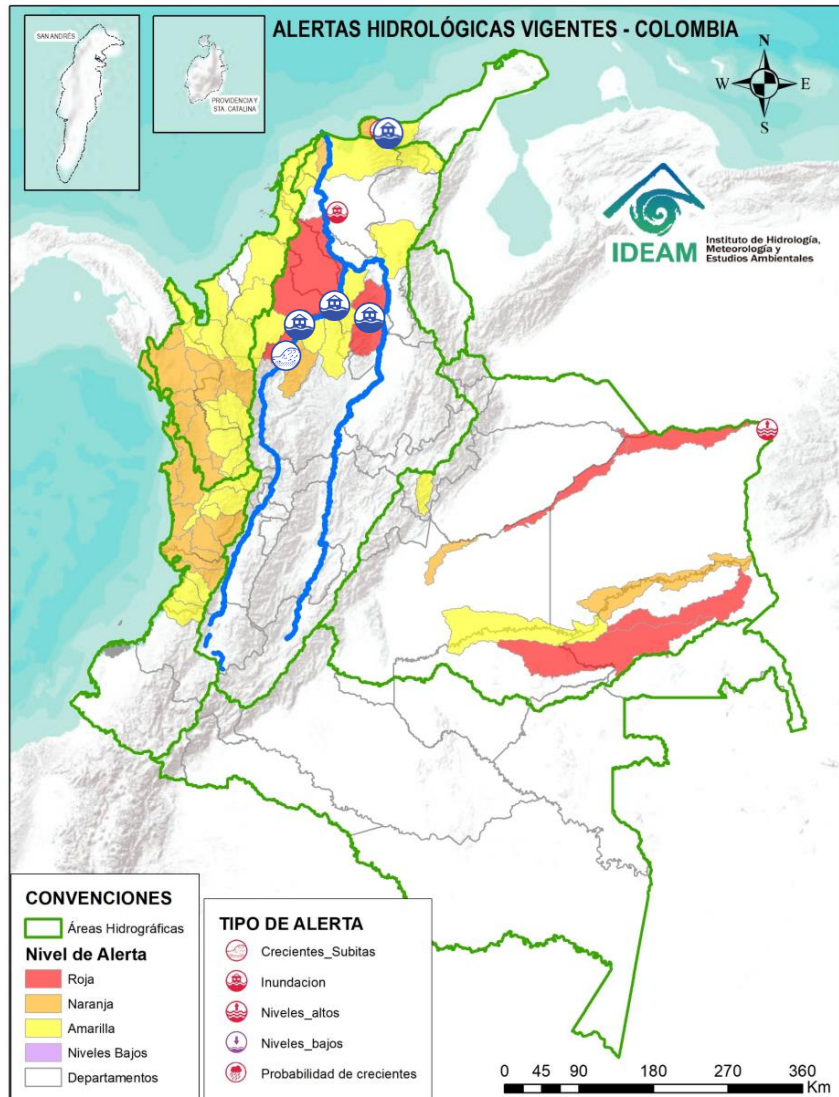 ALERTAS HIDROLÓGICAS VIGENTES - COLOMBIA
SAN ANDRÉS
PROVIDENCIA Y
STA. CATALINA
N
W
E
S
IDEAM
Instituto de Hidrología,
Meteorología y
Estudios Ambientales
CONVENCIONES
Áreas Hidrográficas
Nivel de Alerta
Roja
Naranja
Amarilla
Niveles Bajos
Departamentos
TIPO DE ALERTA
Crecientes_Subitas
Inundacion
Niveles_altos
Niveles_bajos
Probabilidad de crecientes
0 45 90 180 270 360
Km